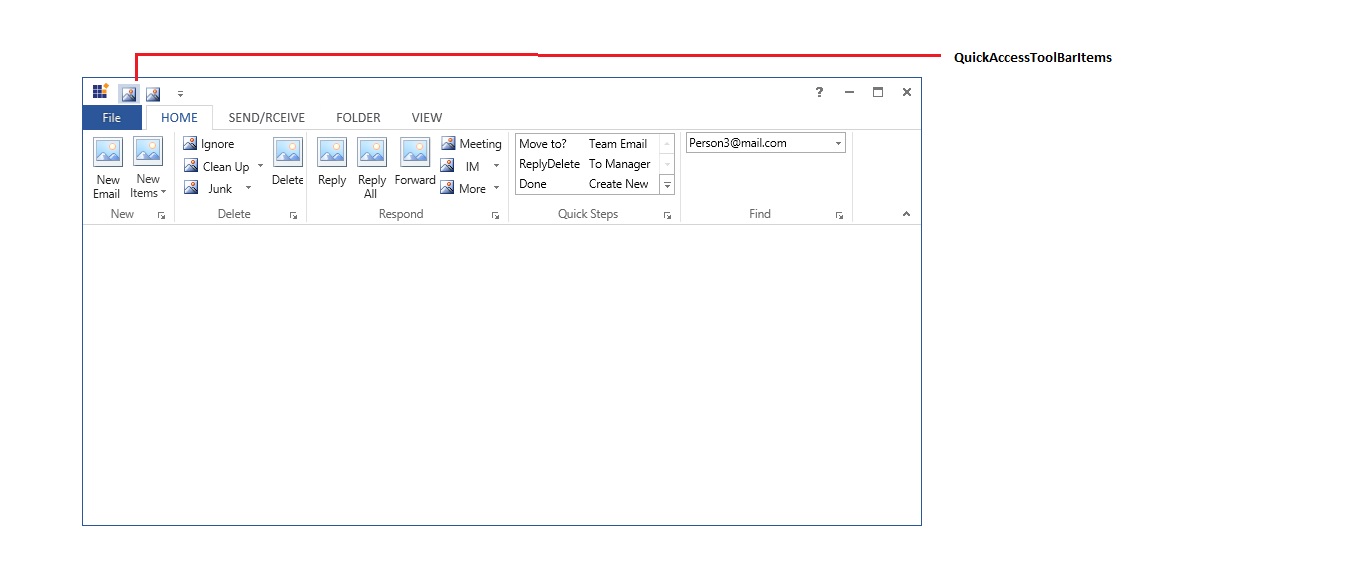 QuickAccessToolBarItems
?
File HOME SEND/RCEIVE FOLDER VIEW
New Email
New Items
Ignore
Clean Up
Junk
Delete
Reply
Reply All
Forward
Meeting
IM
More
Move to? Team Email
ReplyDelete To Manager
Done Create New
Person3@mail.com
New Delete Respond Quick Steps Find